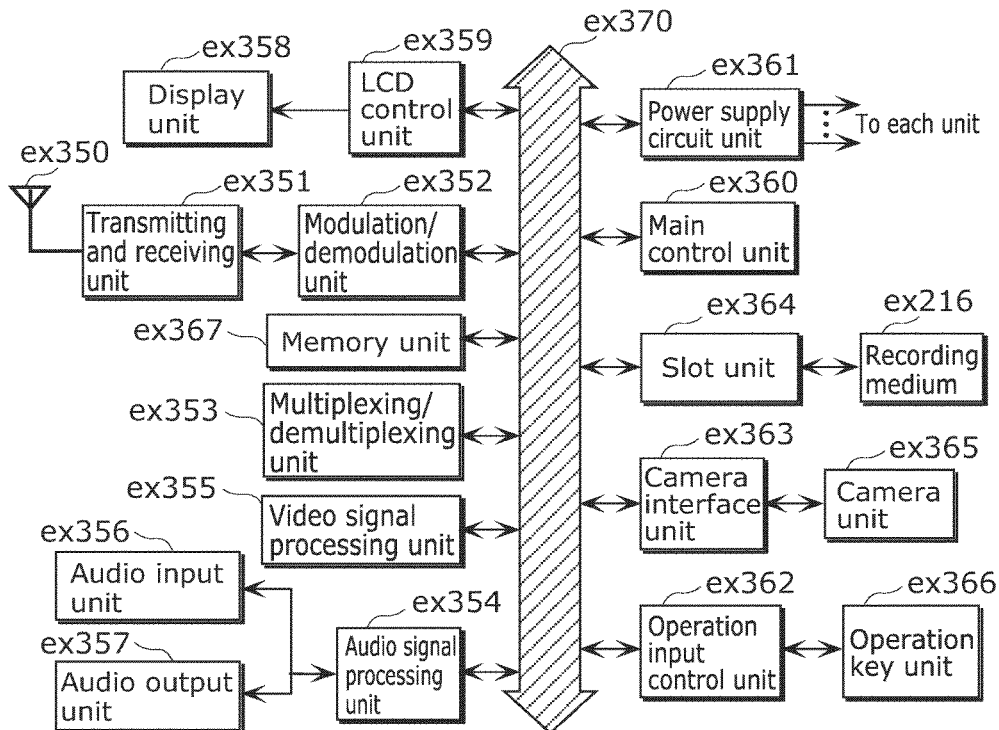 ex358
Display
unit
ex359
LCD
control
unit
ex370
ex361
Power supply
circuit unit
To each unit
ex350
ex351
Transmitting
and receiving
unit
ex352
Modulation/
demodulation
unit
ex360
Main
control unit
ex367
Memory unit
ex364
Slot unit
ex216
Recording
medium
ex353
Multiplexing/
demultiplexing
unit
ex363
Camera
interface
unit
ex365
Camera
unit
ex355
Video signal
processing unit
ex356
Audio input
unit
ex357
Audio output
unit
ex354
Audio signal
processing
unit
ex362
Operation
input
control unit
ex366
Operation
key unit